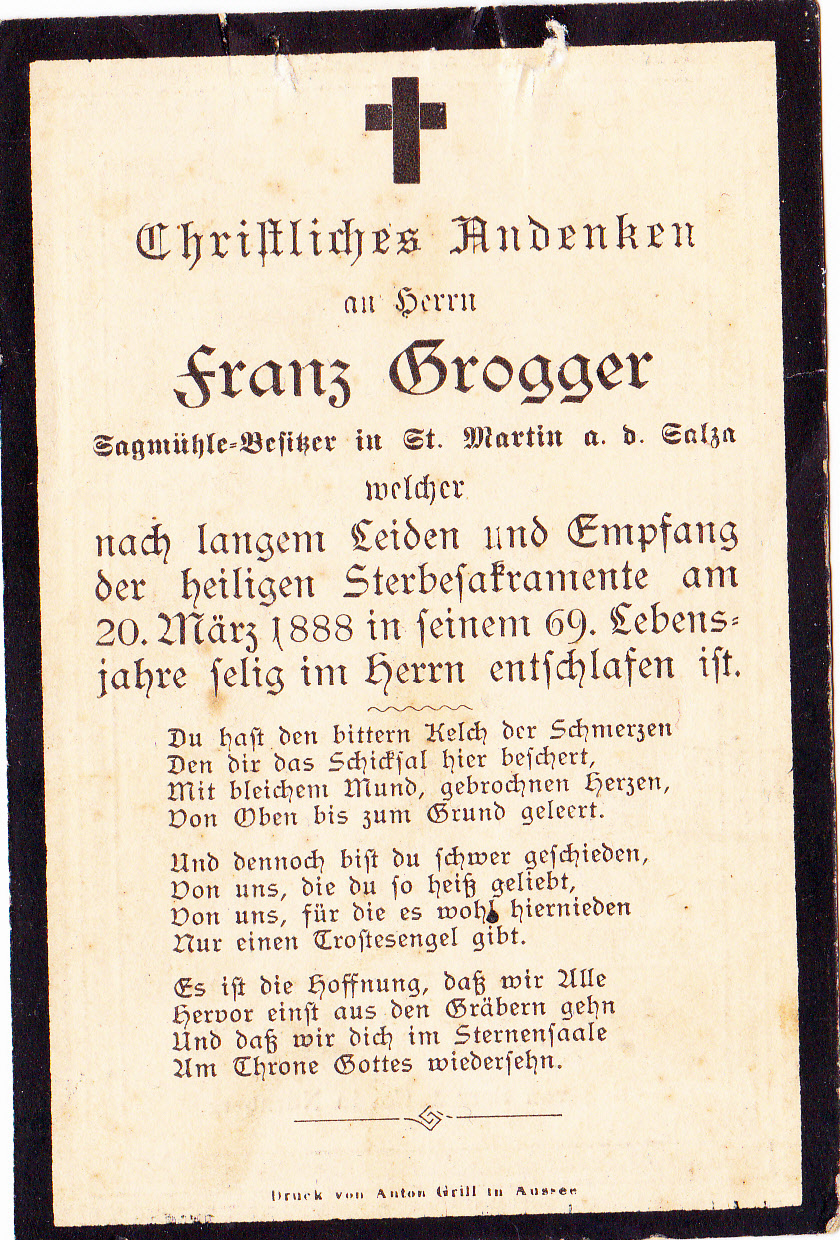 Christliches Andenken
an Herrn
Franz Grogger
Sagmühle-Besitzer in St. Martin a. d. Salza
welcher
nach langem Leiden und Empfang
der heiligen Sterbesakramente am
20. März 1888 in seinem 69. Lebens-
jahre selig im Herrn entschlafen ist.
Du hast den bittern Kelch der Schmerzen
Den dir das Schicksal hier beschert,
Mit bleichem Mund, gebrochnen Herzen,
Von Oben bis zum Grund geleert.
Und dennoch bist du schwer geschieden,
Von uns, die du so heiß geliebt,
Von uns, für die es wohl hiernieden
Nur einen Trostesengel gibt.
Es ist die Hoffnung, daß wir Alle
Hervor einst aus den Gräbern gehn
Und daß wir dich im Sternensaale
Am Throne Gottes wiedersehn.
Druck von Anton Grill in Aussee